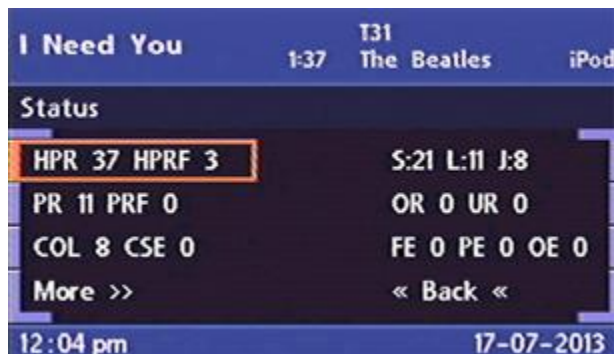 I Need You
T31
1:37 The Beatles iPod
Status
HPR 37 HPRF 3 S:21 L:11 J:8
PR 11 PRF 0 OR 0 UR 0
COL 8 CSE 0 FE 0 PE 0 OE 0
More >> « Back «
12:04 pm 17-07-2013